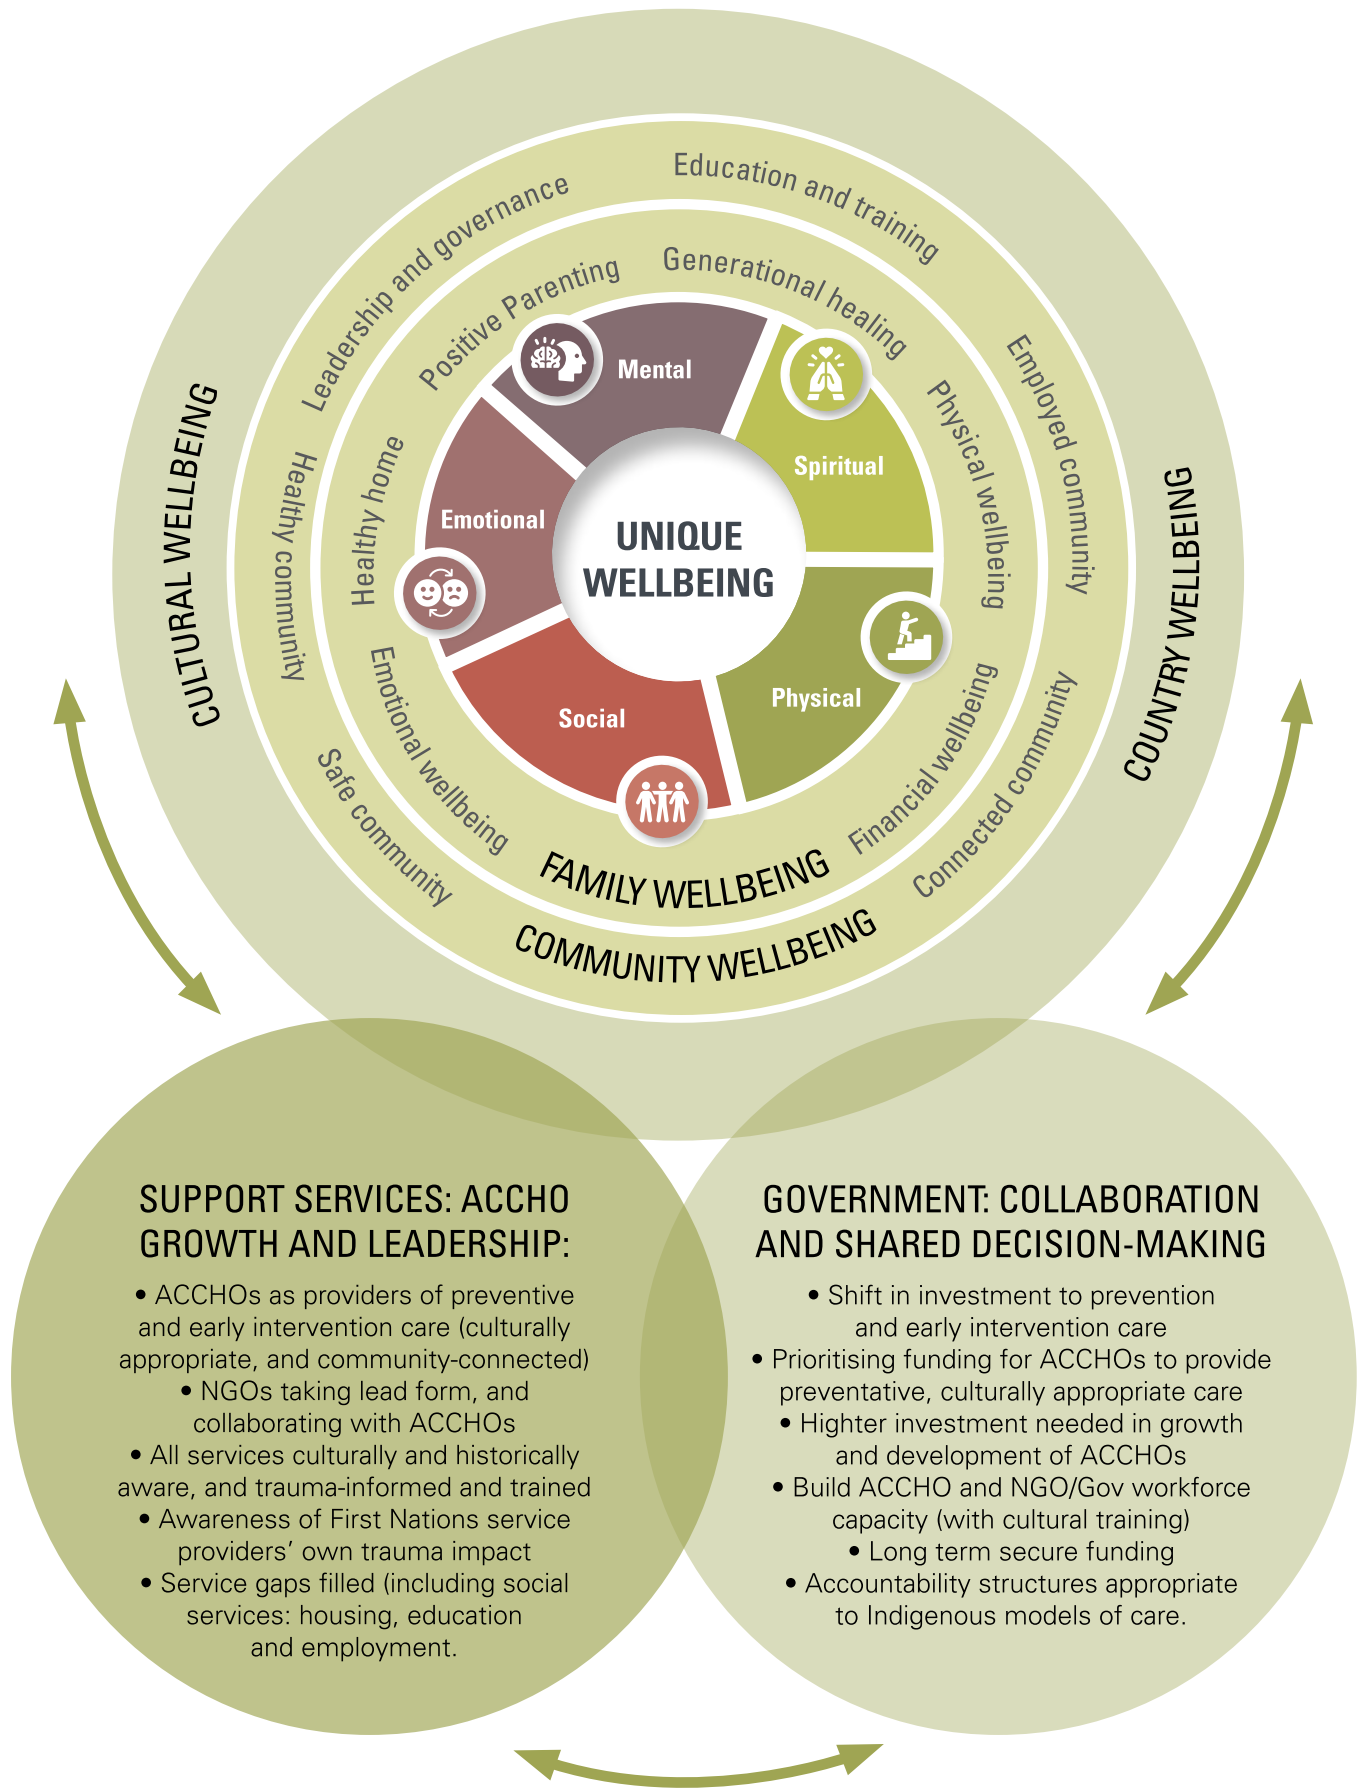 CULTURAL WELLBEING
COUNTRY WELLBEING
Leadership and governance
Education and training
Employed community
Connected community
Safe community
Healthy community
COMMUNITY WELLBEING
Positive Parenting
Generational healing
Physical wellbeing
Financial wellbeing
Emotional wellbeing
Healthy home
FAMILY WELLBEING
Mental
Spiritual
Physical
Social
Emotional
UNIQUE
WELLBEING
SUPPORT SERVICES: ACCHO
GROWTH AND LEADERSHIP:
• ACCHOs as providers of preventive
and early intervention care (culturally
appropriate, and community-connected)
• NGOs taking lead form, and
collaborating with ACCHOs
• All services culturally and historically
aware, and trauma-informed and trained
• Awareness of First Nations service
providers’ own trauma impact
• Service gaps filled (including social
services: housing, education
and employment.
GOVERNMENT: COLLABORATION
AND SHARED DECISION-MAKING
• Shift in investment to prevention
and early intervention care
• Prioritising funding for ACCHOs to provide
preventative, culturally appropriate care
• Highter investment needed in growth
and development of ACCHOs
• Build ACCHO and NGO/Gov workforce
capacity (with cultural training)
• Long term secure funding
• Accountability structures appropriate
to Indigenous models of care.